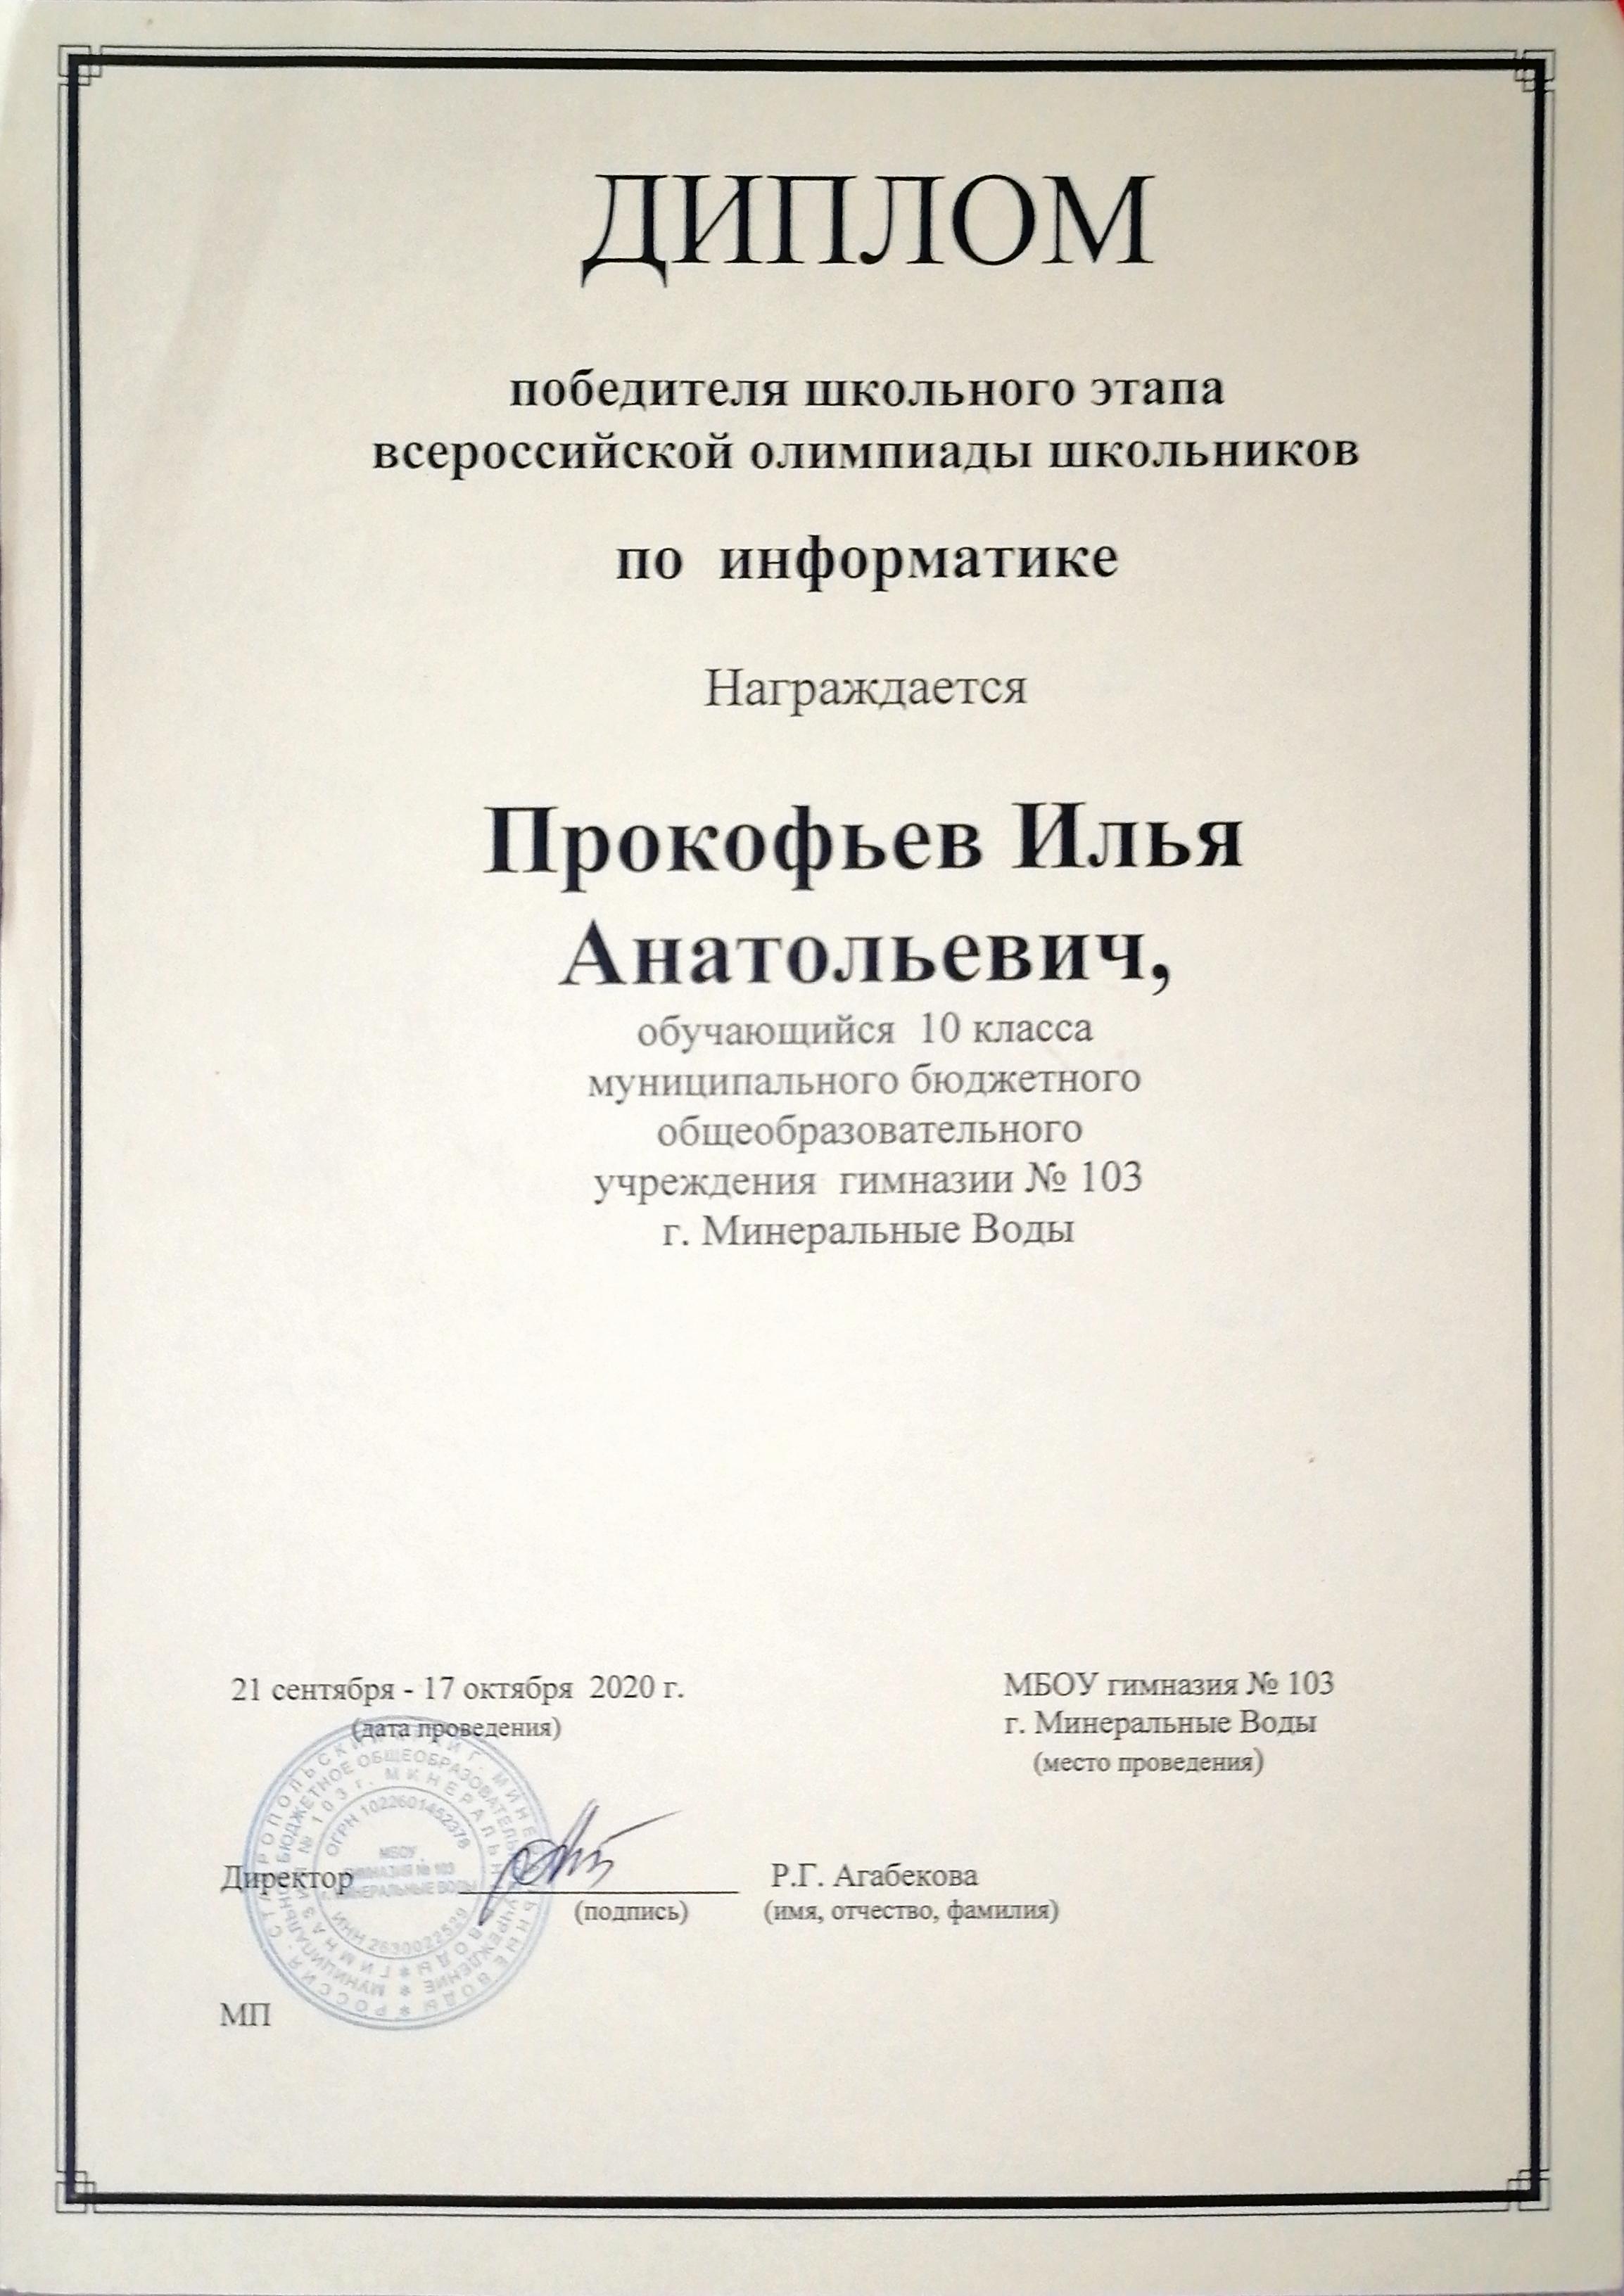 ДИПЛОМ
победителя школьного этапа
всероссийской олимпиады школьников
по информатике
Награждается
Прокофьев Илья
Анатольевич,
обучающийся 10 класса
муниципального бюджетного
общеобразовательного
учреждения гимназии № 103
г. Минеральные Воды
21 сентября - 17 октября 2020 г.
(дата проведения)
МБОУ гимназия № 103
г. Минеральные Воды
(место проведения)
Директор
(подпись)
Р.Г. Агабекова
(имя, отчество, фамилия)
МП
ОГРН 1022601452378
МБОУ
ГИМНАЗИЯ № 103
МИНЕРАЛЬНЫЕ ВОДЫ
ИНН 2630022529